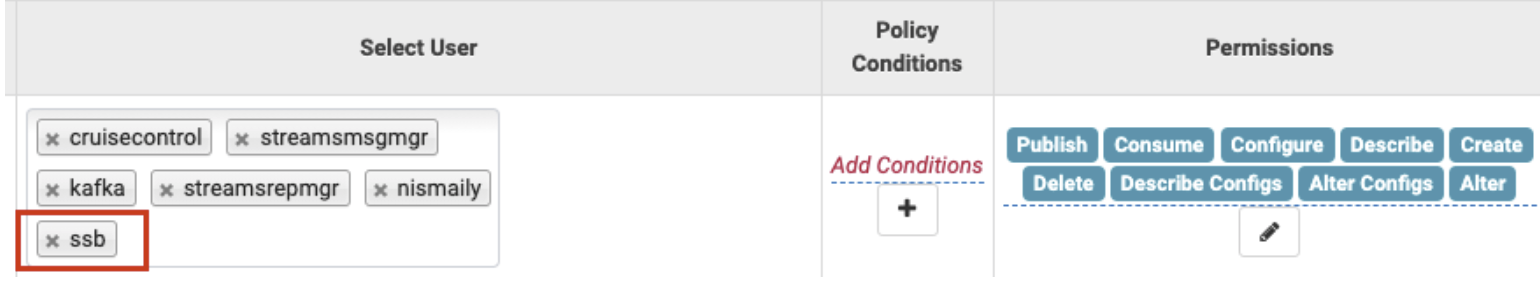 Select User
Policy
Conditions
Permissions
× cruisecontrol × streamsmsgmgr
× kafka × streamsrepmgr × nismaily
× ssb
Add Conditions
+
Publish Consume Configure Describe Create
Delete Describe Configs Alter Configs Alter